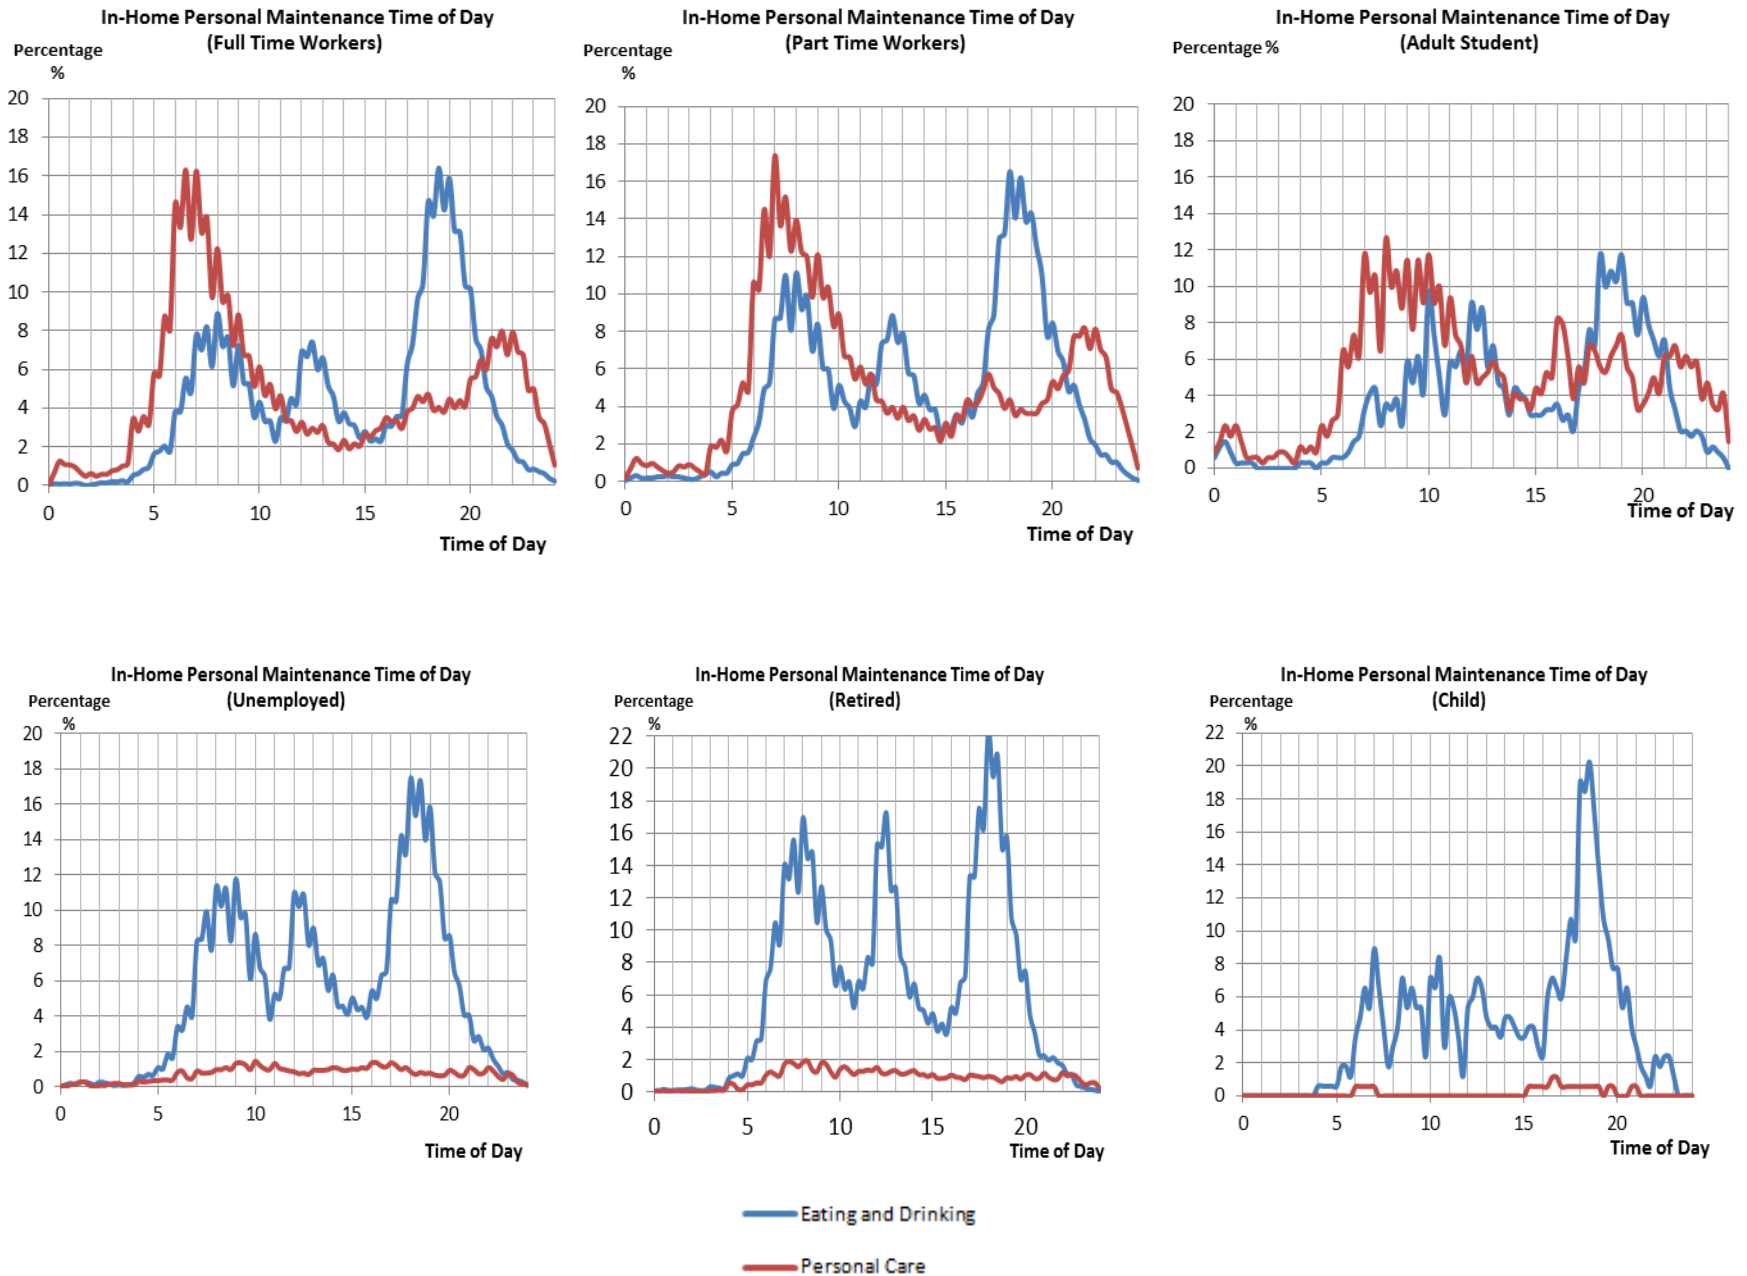 In-Home Personal Maintenance Time of Day
(Full Time Workers)
Percentage
%
20
18
16
14
12
10
8
6
4
2
0
0 5 10 15 20
Time of Day
In-Home Personal Maintenance Time of Day
(Part Time Workers)
Percentage
%
20
18
16
14
12
10
8
6
4
2
0
0 5 10 15 20
Time of Day
In-Home Personal Maintenance Time of Day
(Adult Student)
Percentage %
20
18
16
14
12
10
8
6
4
2
0
0 5 10 15 20
Time of Day
In-Home Personal Maintenance Time of Day
(Unemployed)
Percentage
%
20
18
16
14
12
10
8
6
4
2
0
0 5 10 15 20
Time of Day
In-Home Personal Maintenance Time of Day
(Retired)
Percentage
%
22
20
18
16
14
12
10
8
6
4
2
0
0 5 10 15 20
Time of Day
In-Home Personal Maintenance Time of Day
(Child)
Percentage
%
22
20
18
16
14
12
10
8
6
4
2
0
0 5 10 15 20
Time of Day
Eating and Drinking
Personal Care